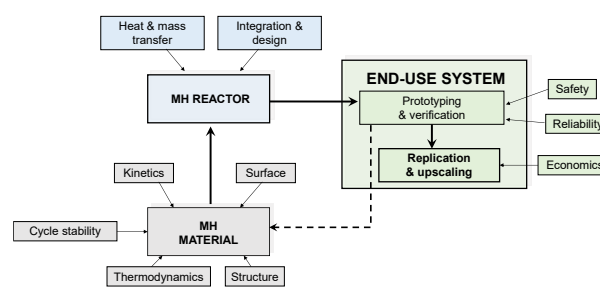 Heat & mass
transfer
Integration &
design
MH REACTOR
END-USE SYSTEM
Prototyping
& verification
Replication
& upscaling
Safety
Reliability
Economics
Kinetics
Surface
Cycle stability
MH
MATERIAL
Thermodynamics
Structure